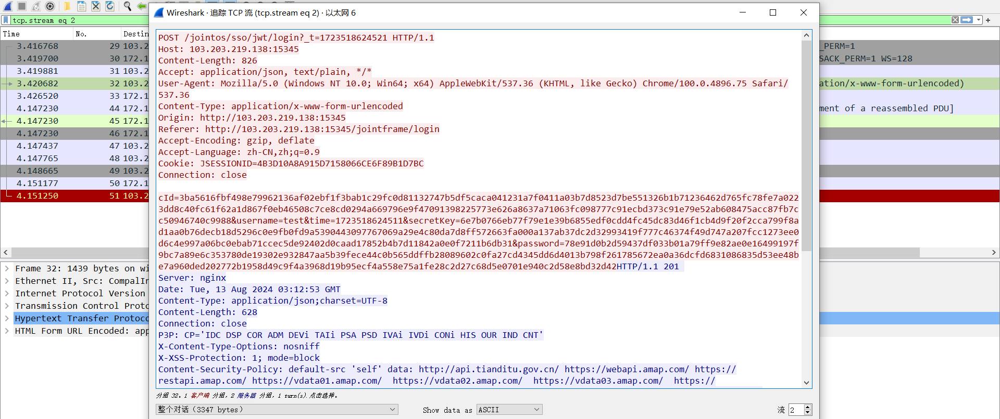 Wireshark · 追踪 TCP 流 (tcp.stream eq 2) · 以太网 6
tcp.stream eq 2
Time No. Destin
3.416768 29 103.2
3.419700 30 172.1
3.419881 31 103.2
3.420682 32 103.2
3.426520 33 172.1
4.147230 44 172.1
4.147230 45 172.1
4.147230 46 172.1
4.147437 47 103.2
4.147765 48 103.2
4.148665 49 103.2
4.151177 50 172.1
4.151250 51 103.2
_PERM=1
SACK_PERM=1 WS=128
ation/x-www-form-urlencoded)
ment of a reassembled PDU]
Frame 32: 1439 bytes on wi
Ethernet II, Src: CompalIn
Internet Protocol Version
Transmission Control Proto
Hypertext Transfer Protoco
HTML Form URL Encoded: app
POST /jointos/sso/jwt/login?_t=1723518624521 HTTP/1.1
Host: 103.203.219.138:15345
Content-Length: 826
Accept: application/json, text/plain, */*
User-Agent: Mozilla/5.0 (Windows NT 10.0; Win64; x64) AppleWebKit/537.36 (KHTML, like Gecko) Chrome/100.0.4896.75 Safari/
537.36
Content-Type: application/x-www-form-urlencoded
Origin: http://103.203.219.138:15345
Referer: http://103.203.219.138:15345/jointframe/login
Accept-Encoding: gzip, deflate
Accept-Language: zh-CN,zh;q=0.9
Cookie: JSESSIONID=4B3D10A8A915D7158066CE6F89B1D7BC
Connection: close
cId=3ba5616fbf498e79962136af02ebf1f3bab1c29fc0d81132747b5df5caca041231a7f0411a03b7d8523d7be551326b1b71236462d765fc78fe7a022
3dd8c40fc61f62a1d867f0eb46508c7ce8cd0294a669796e9f47091398225773e626a8637a71063fc098777c91ecbd373c91e79e52ab608475acc87fb7c
c50946740c9988&username=test&time=1723518624511&secretKey=6e7b0766eb77f79e1e39b6855edf0cdd4fc45dc83d46f1cb4d9f20f2cca799f8a
d1aa0b76decb18d5296c0e9fb0fd9a5390443097767069a29e4c80da7d8ff572663fa000a137ab37dc2d32993419f777c46374f49d747a207fcc1273ee0
d6c4e997a06bc0ebab71ccec5de92402d0caad17852b4b7d11842a0e0f7211b6db31&password=78e91d0b2d59437df033b01a79ff9e82ae0e16499197f
9bc7a89e6c353780de19302e932847aa5b39fece44c0b565ddffb28089602c0fa27cd4345dd6d4013b798f261785672ea0a36dcfd6831086835d53ee48b
e7a960ded202772b1958d49c9f4a3968d19b95ecf4a558e75a1fe28c2d27c68d5e0701e940c2d58e8bd32d42HTTP/1.1 201
Server: nginx
Date: Tue, 13 Aug 2024 03:12:53 GMT
Content-Type: application/json;charset=UTF-8
Content-Length: 628
Connection: close
P3P: CP='IDC DSP COR ADM DEVi TAIi PSA PSD IVAi IVDi CONi HIS OUR IND CNT'
X-Content-Type-Options: nosniff
X-XSS-Protection: 1; mode=block
Content-Security-Policy: default-src 'self' data: http://api.tianditu.gov.cn/ https://webapi.amap.com/ https://
restapi.amap.com/ https://vdata01.amap.com/ https://vdata02.amap.com/ https://vdata03.amap.com/ https://
分组 32。1 客户端 分组，2 服务器 分组，1 turn(s). 点击选择。
整个对话 (3347 bytes) Show data as ASCII 流 2